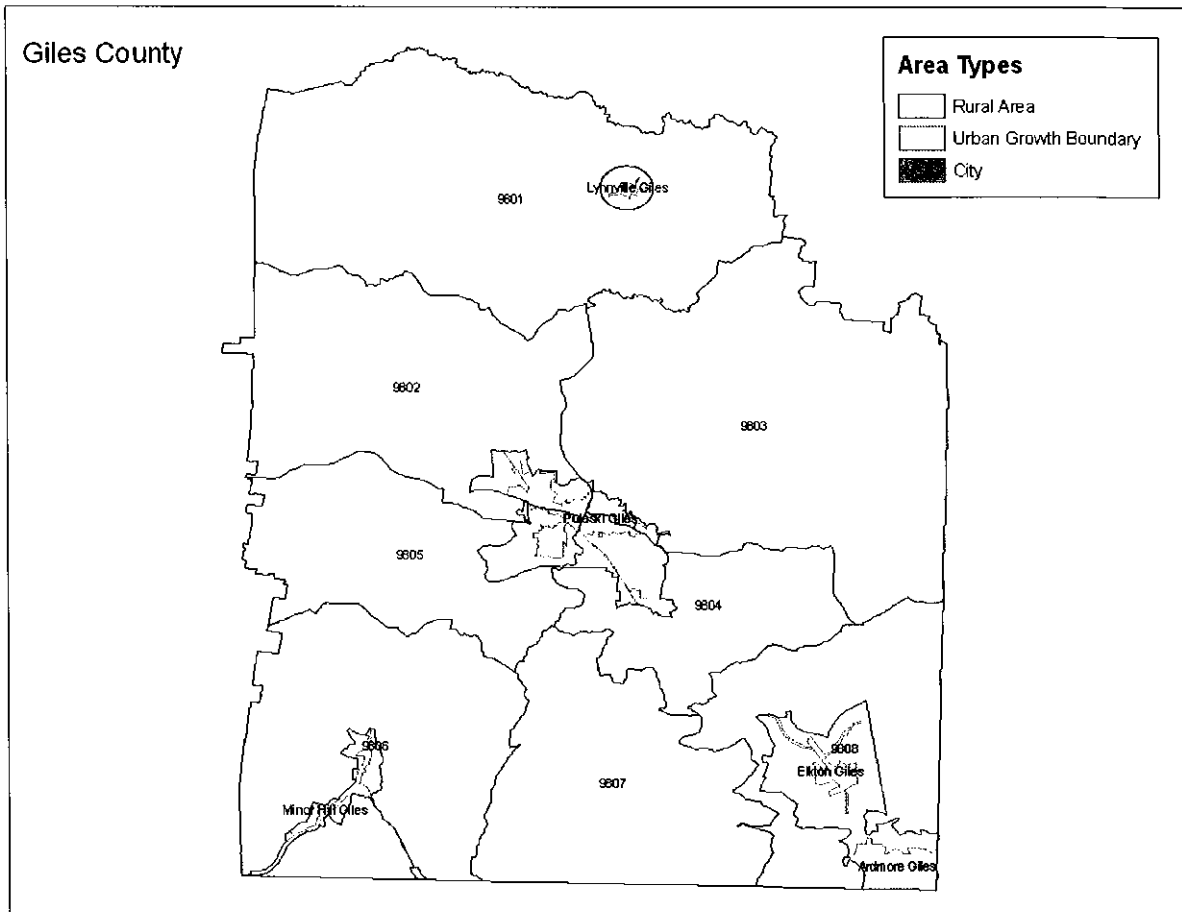 Giles County
Area Types
Rural Area
Urban Growth Boundary
City
Lynnville Giles
9801
9802
9803
Pulaski Giles
9805
9804
9806
9808
Elkton Giles
9807
Minor Hill Giles
Ardmore Giles